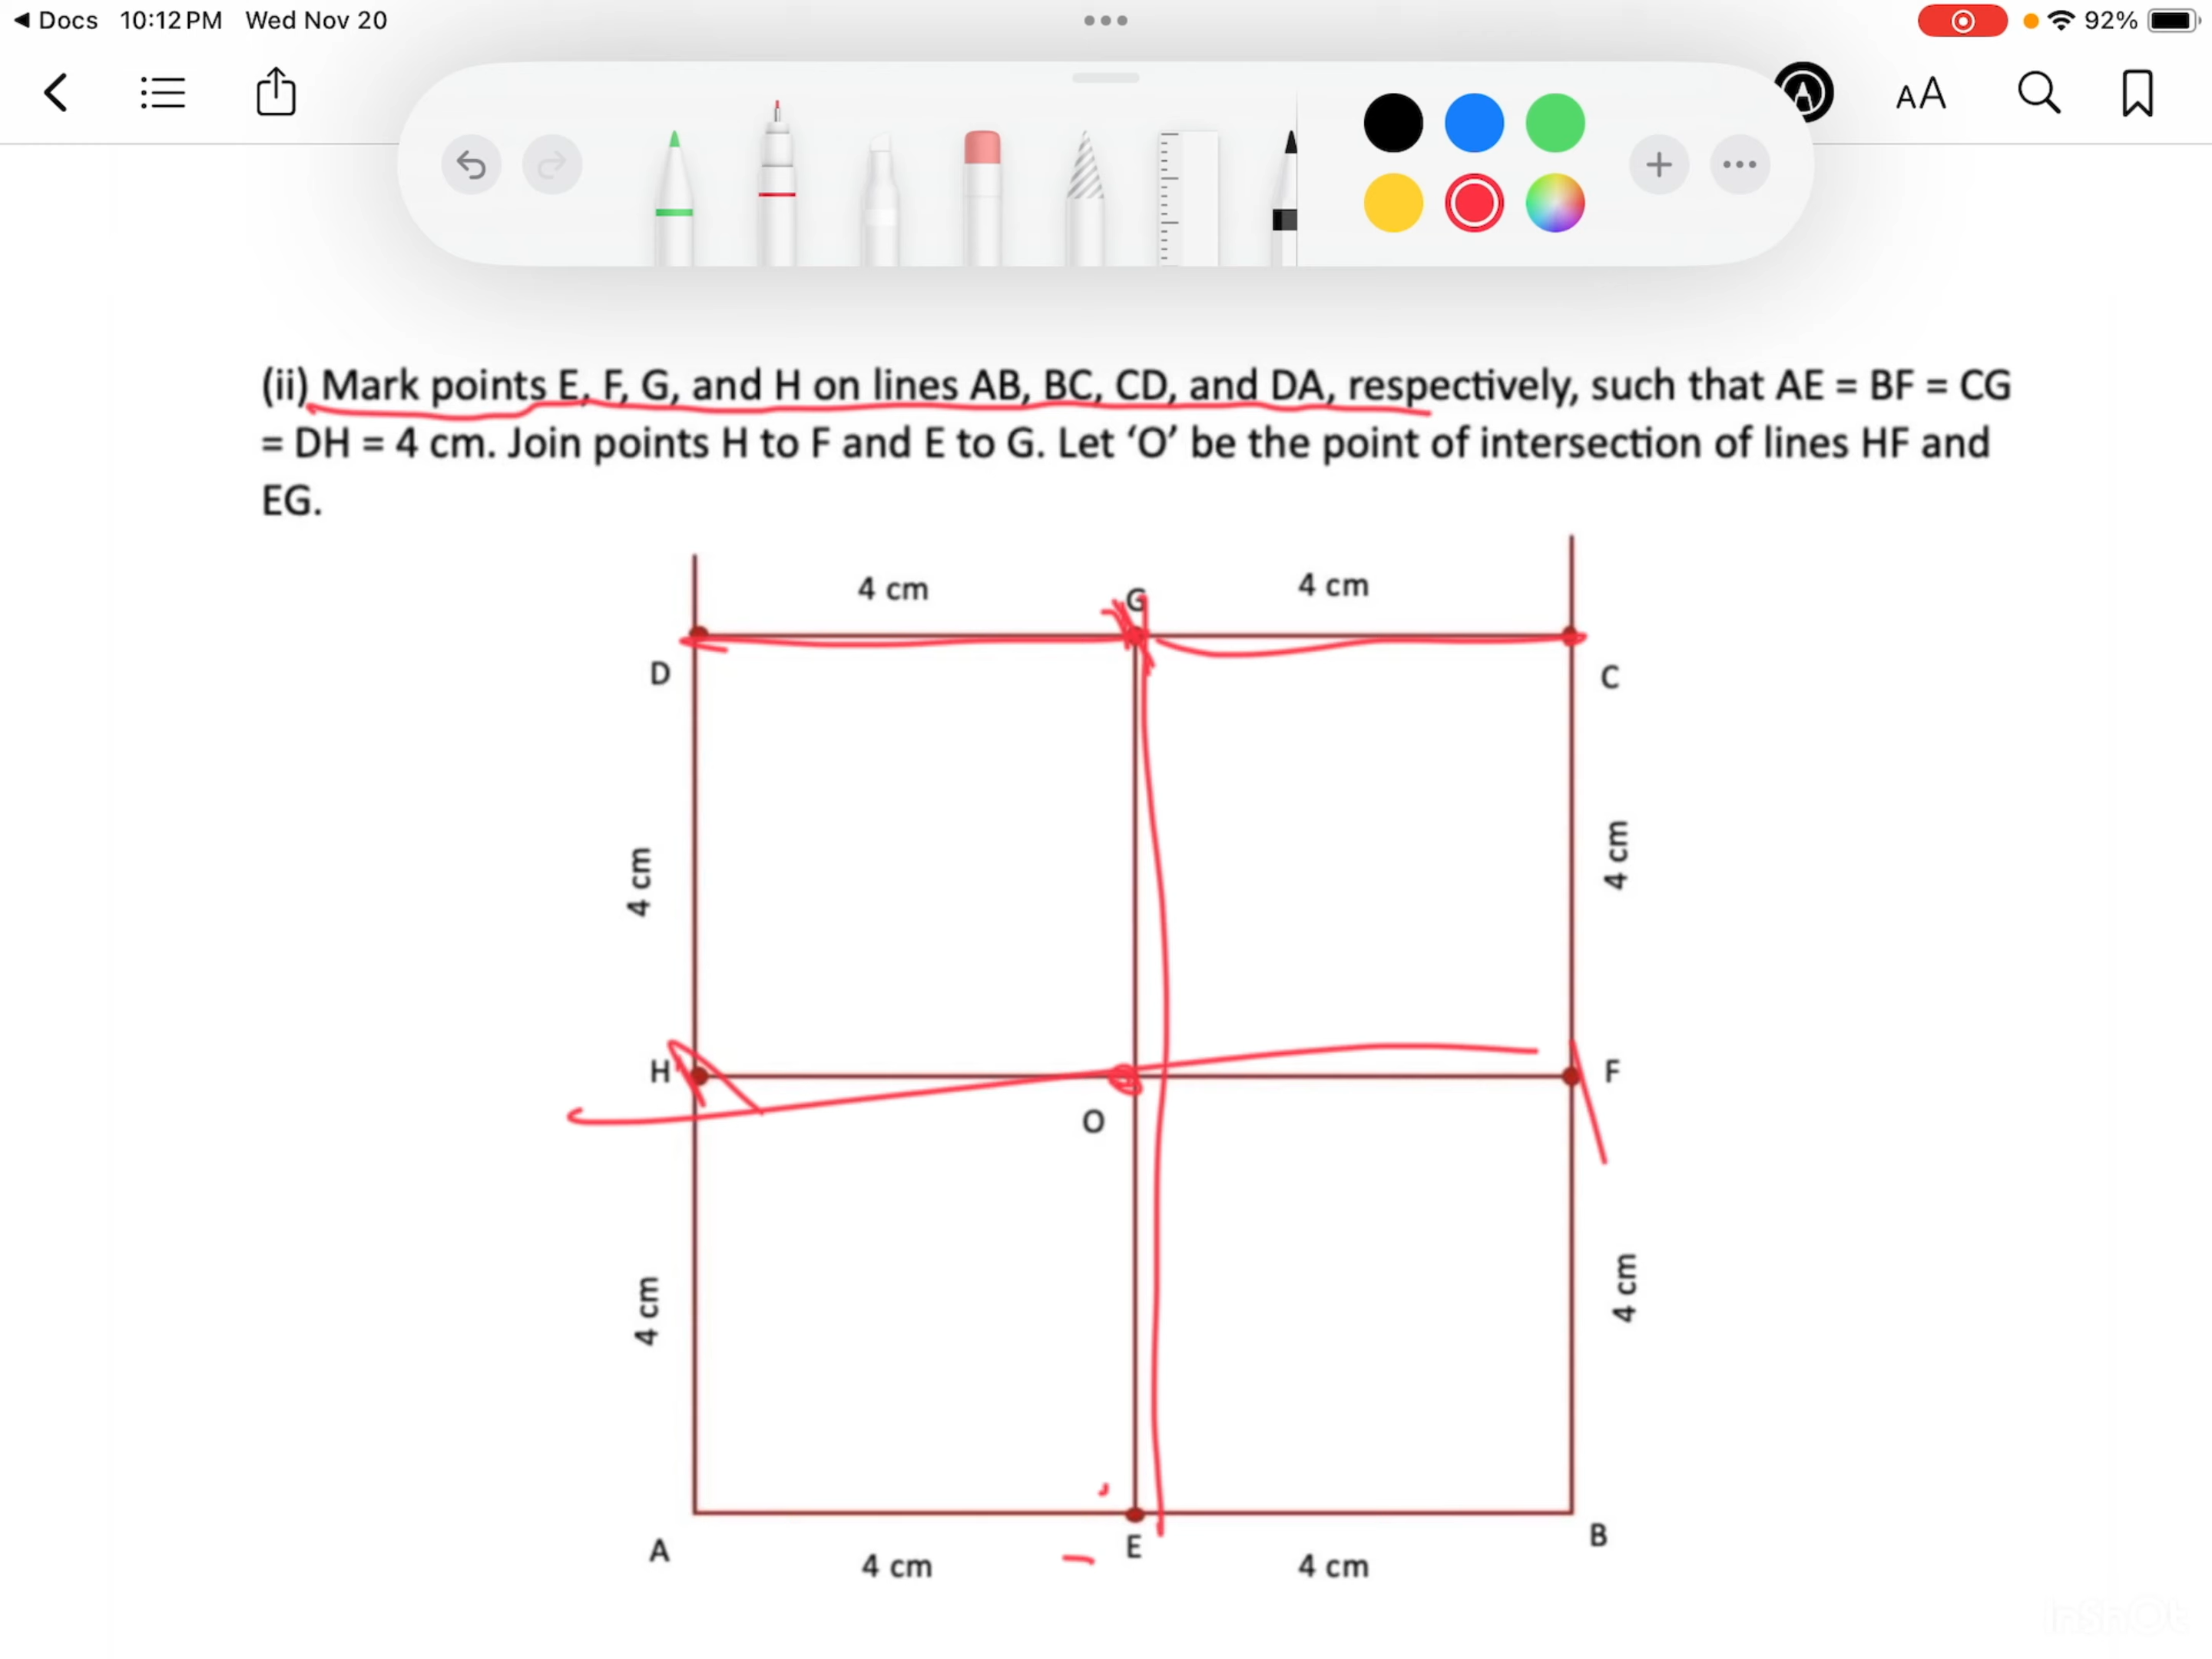 Docs 10:12 PM Wed Nov 20
92%
AA
(ii) Mark points E, F, G, and H on lines AB, BC, CD, and DA, respectively, such that AE = BF = CG
= DH = 4 cm. Join points H to F and E to G. Let ‘O’ be the point of intersection of lines HF and
EG.
4 cm
G
4 cm
D
C
4 cm
4 cm
H
F
O
4 cm
4 cm
A
4 cm
E
4 cm
B
InShOt